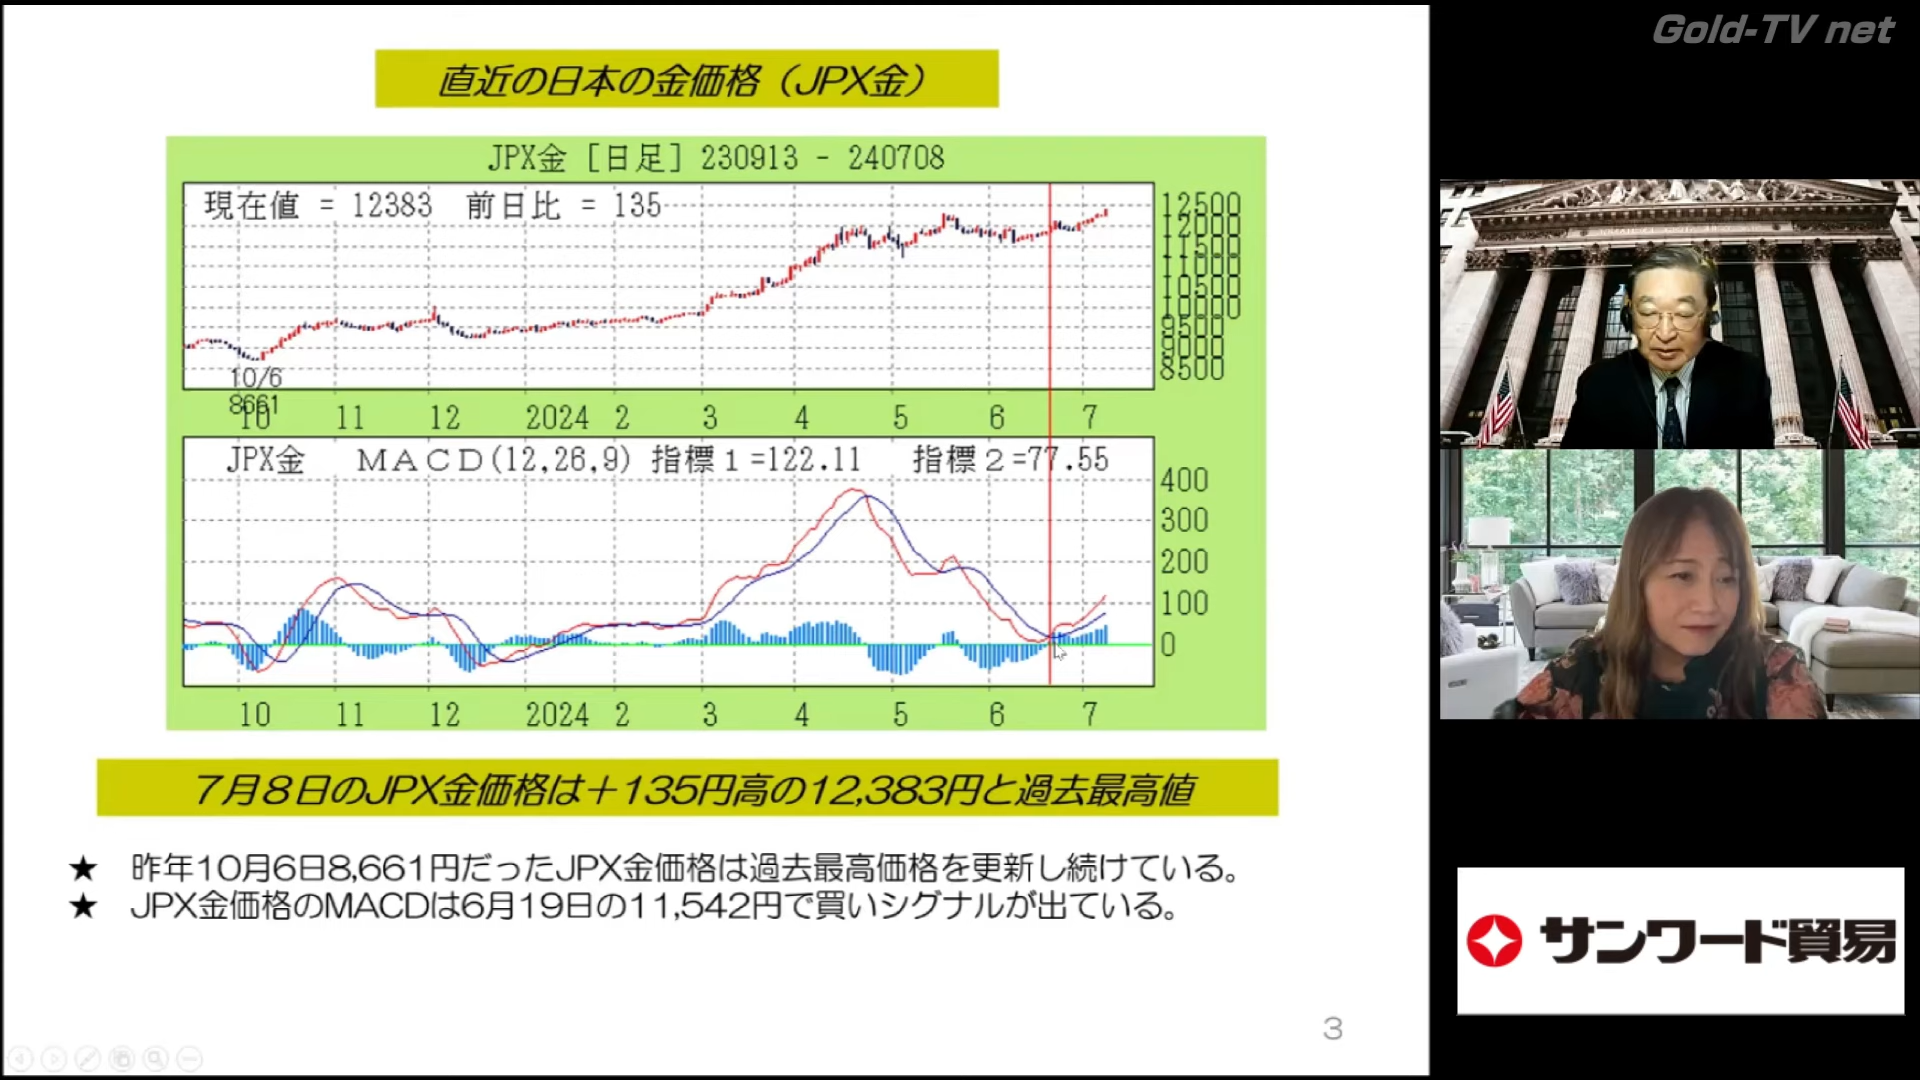 Gold-TV net
直近の日本の金価格（JPX金）
JPX金［日足］230913 - 240708
現在値 = 12383 前日比 = 135
12500
12000
11500
10500
10000
9500
9000
8500
10/6
8661
10 11 12 2024 2 3 4 5 6 7
JPX金 ＭＡＣＤ(12,26,9) 指標１=122.11 指標２=77.55
400
300
200
100
0
10 11 12 2024 2 3 4 5 6 7
７月８日のJPX金価格は＋135円高の12,383円と過去最高値
★ 昨年10月6日8,661円だったJPX金価格は過去最高価格を更新し続けている。
★ JPX金価格のMACDは6月19日の11,542円で買いシグナルが出ている。
サンワード貿易
3